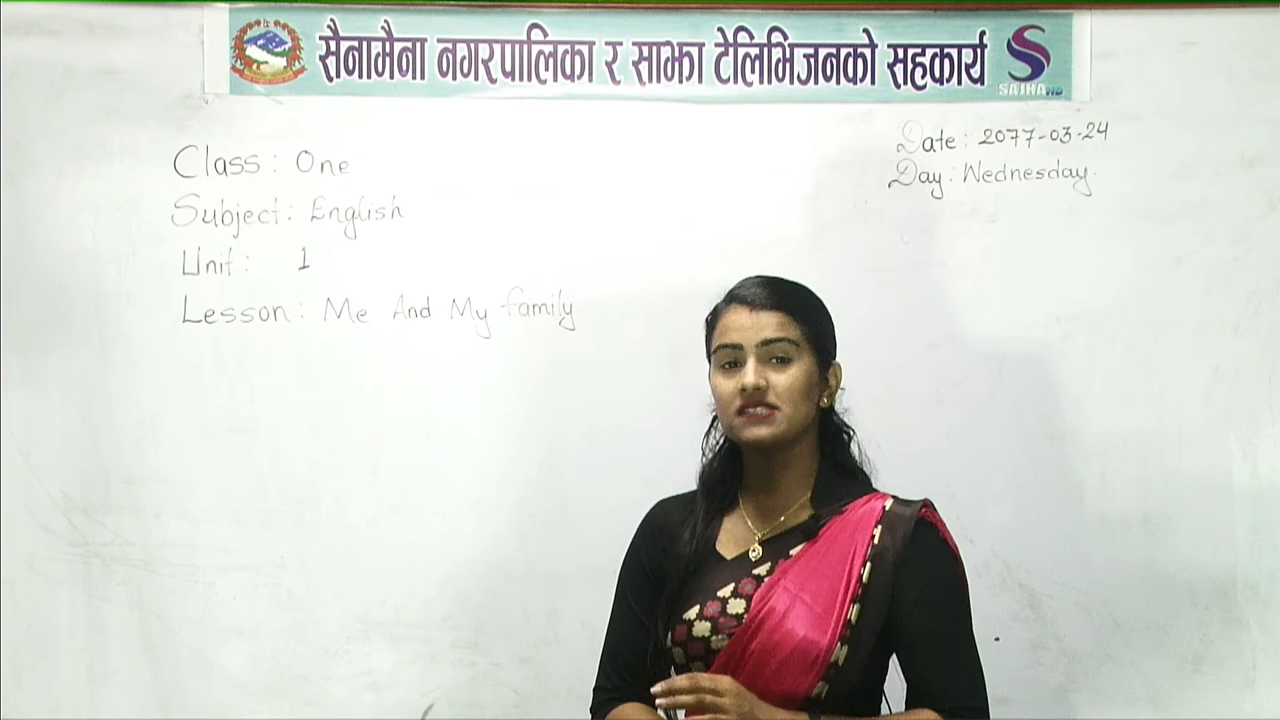 सैनामैना नगरपालिका र साझा टेलिभिजनको सहकार्य
SAJHA HD
Date: 2077-03-24
Day: Wednesday.
Class: One
Subject: English
Unit: 1
Lesson: Me And My family